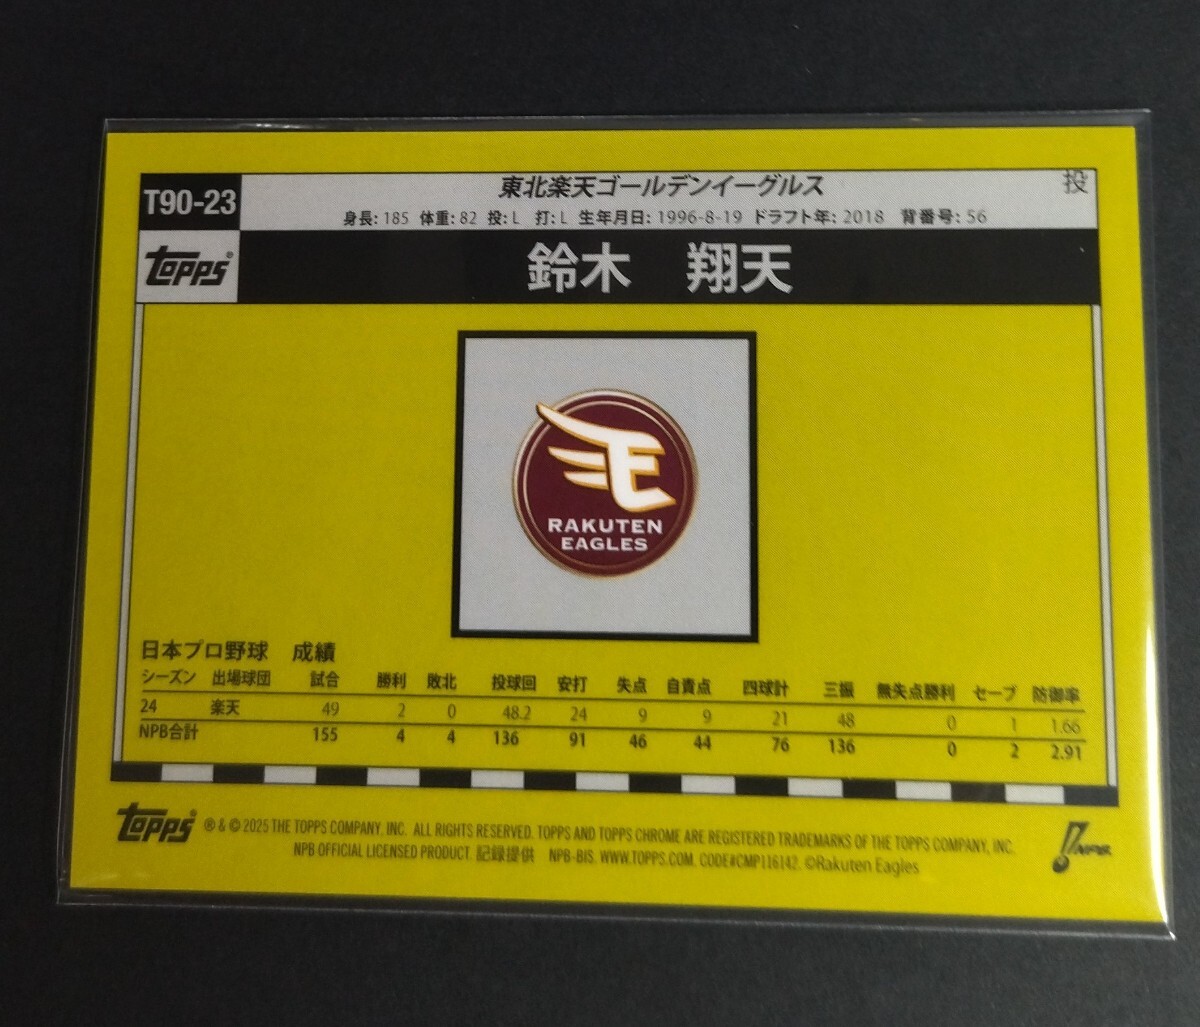 T90-23
東北楽天ゴールデンイーグルス
投
身長: 185 体重: 82 投: L 打: L 生年月日: 1996-8-19 ドラフト年: 2018 背番号: 56
topps®
鈴木 翔天
RAKUTEN
EAGLES
日本プロ野球 成績
シーズン 出場球団 試合 勝利 敗北 投球回 安打 失点 自責点 四球計 三振 無失点勝利 セーブ 防御率
24 楽天 49 2 0 48.2 24 9 9 21 48 0 1 1.66
NPB合計 155 4 4 136 91 46 44 76 136 0 2 2.91
topps ® & © 2025 THE TOPPS COMPANY, INC. ALL RIGHTS RESERVED. TOPPS AND TOPPS CHROME ARE REGISTERED TRADEMARKS OF THE TOPPS COMPANY, INC.
NPB OFFICIAL LICENSED PRODUCT. 記録提供 NPB-BIS. WWW.TOPPS.COM. CODE#CMP116142. ©Rakuten Eagles
NPB